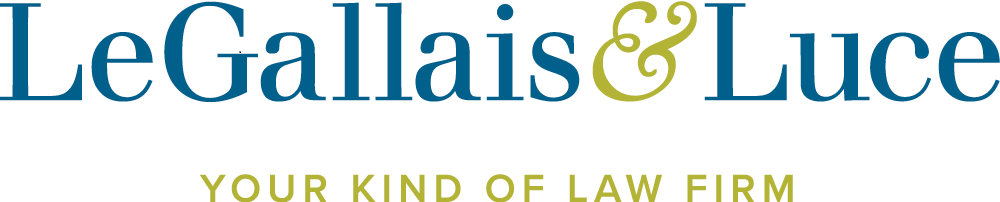 LeGallais&Luce
YOUR KIND OF LAW FIRM